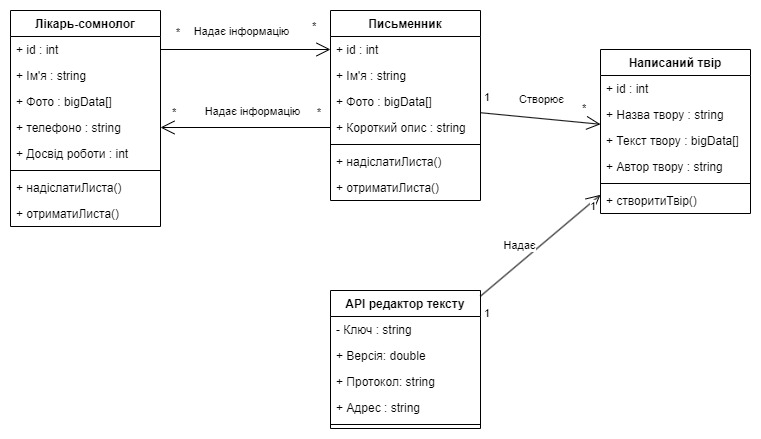 Лікарь-сомнолог
+ id : int
+ Ім'я : string
+ Фото : bigData[]
+ телефоно : string
+ Досвід роботи : int
+ надіслатиЛиста()
+ отриматиЛиста()
* Надає інформацію *
* Надає інформацію *
Письменник
+ id : int
+ Ім'я : string
+ Фото : bigData[]
+ Короткий опис : string
+ надіслатиЛиста()
+ отриматиЛиста()
1 Створює *
Написаний твір
+ id : int
+ Назва твору : string
+ Текст твору : bigData[]
+ Автор твору : string
+ створитиТвір()
1
Надає
1
API редактор тексту
- Ключ : string
+ Версія: double
+ Протокол: string
+ Адрес : string